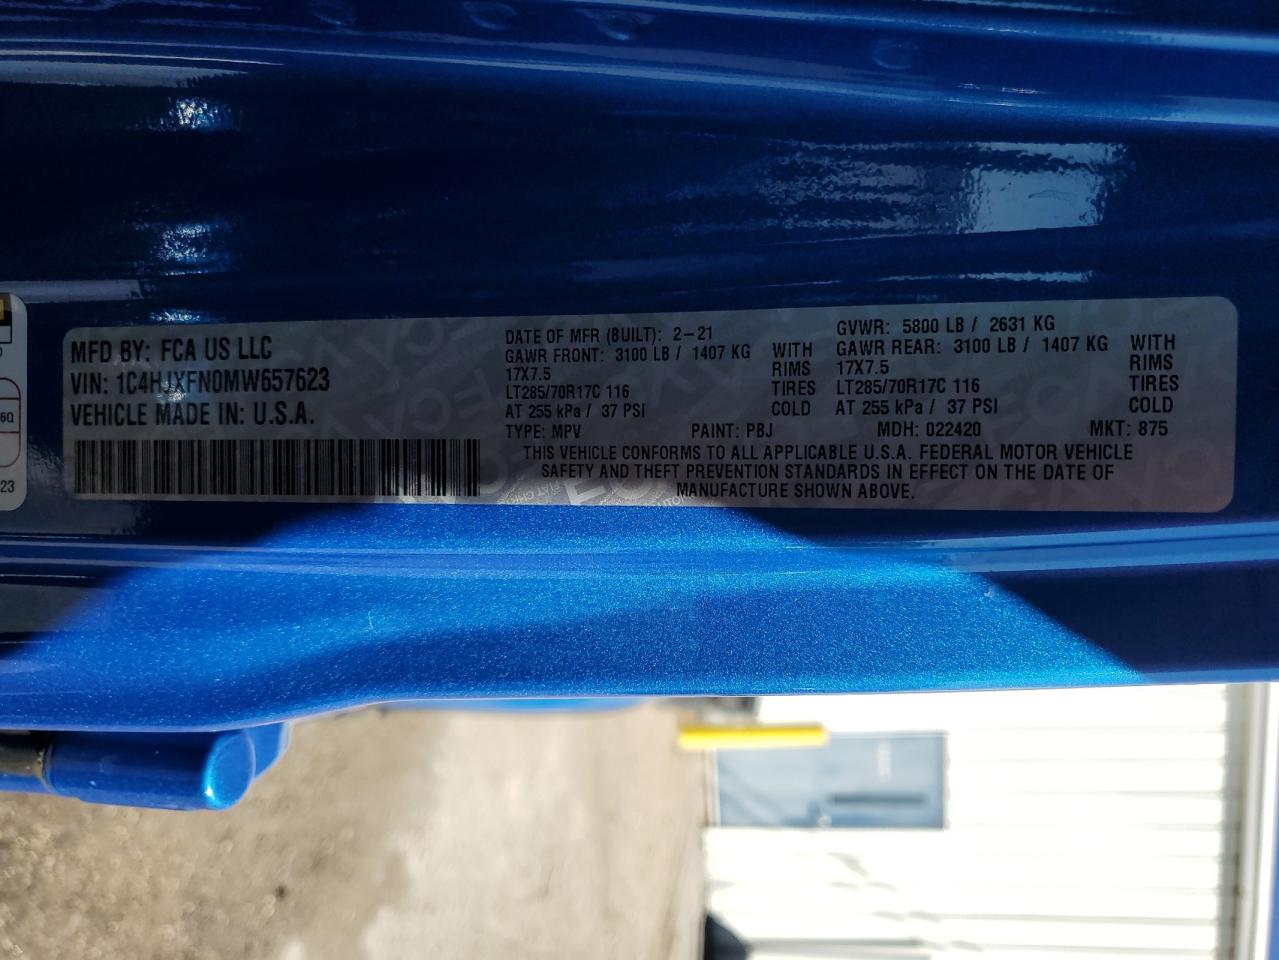 MFD BY: FCA US LLC
VIN: 1C4HJXFN0MW657623
VEHICLE MADE IN: U.S.A.
DATE OF MFR (BUILT): 2-21
GAWR FRONT: 3100 LB / 1407 KG WITH
17X7.5 RIMS
LT285/70R17C 116 TIRES
AT 255 kPa / 37 PSI COLD
GVWR: 5800 LB / 2631 KG
GAWR REAR: 3100 LB / 1407 KG WITH
17X7.5 RIMS
LT285/70R17C 116 TIRES
AT 255 kPa / 37 PSI COLD
TYPE: MPV PAINT: PBJ MDH: 022420 MKT: 875
THIS VEHICLE CONFORMS TO ALL APPLICABLE U.S.A. FEDERAL MOTOR VEHICLE
SAFETY AND THEFT PREVENTION STANDARDS IN EFFECT ON THE DATE OF
MANUFACTURE SHOWN ABOVE.
6Q
23